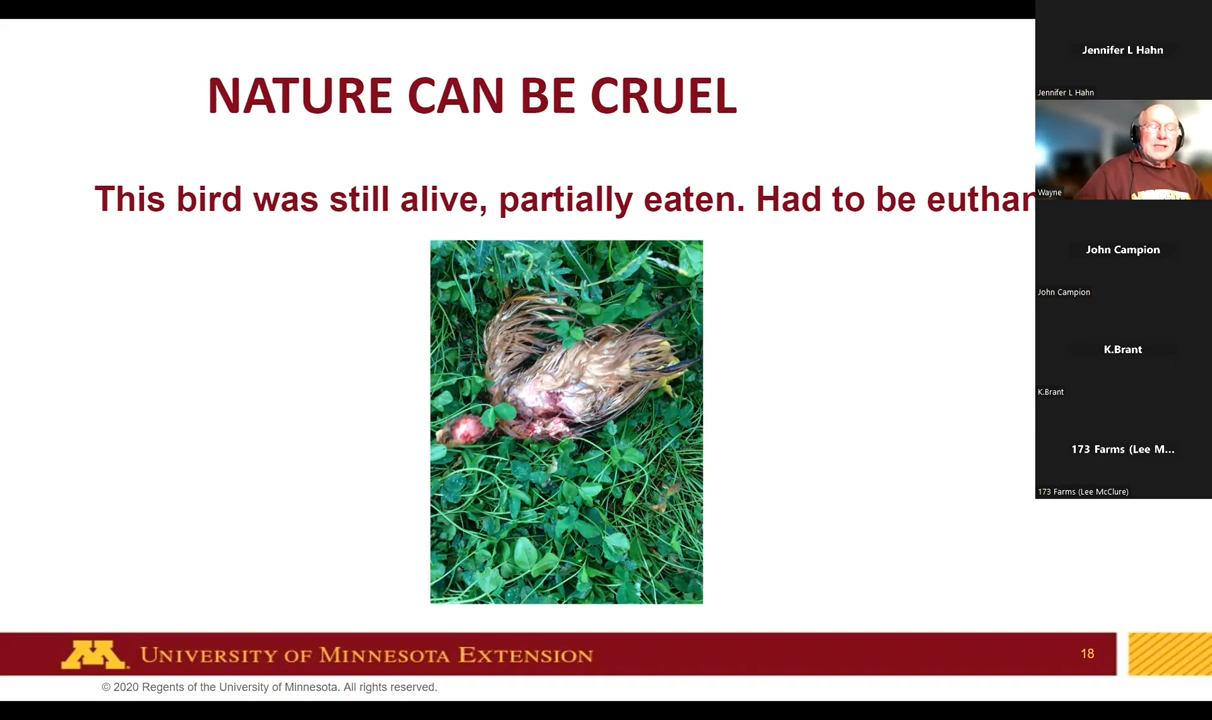 NATURE CAN BE CRUEL
This bird was still alive, partially eaten. Had to be euthan
UNIVERSITY OF MINNESOTA EXTENSION
18
© 2020 Regents of the University of Minnesota. All rights reserved.
Jennifer L Hahn
Jennifer L Hahn
Wayne
John Campion
John Campion
K.Brant
K.Brant
173 Farms (Lee M...
173 Farms (Lee McClure)